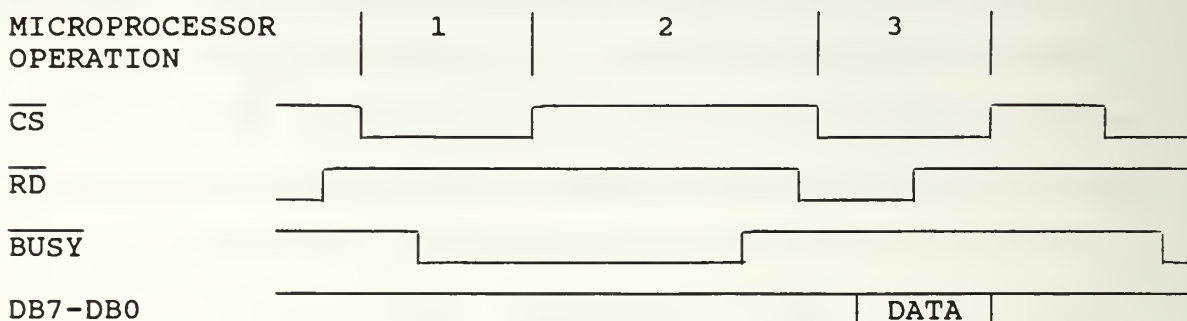 MICROPROCESSOR 1 2 3
OPERATION
CS
RD
BUSY
DB7-DB0 DATA